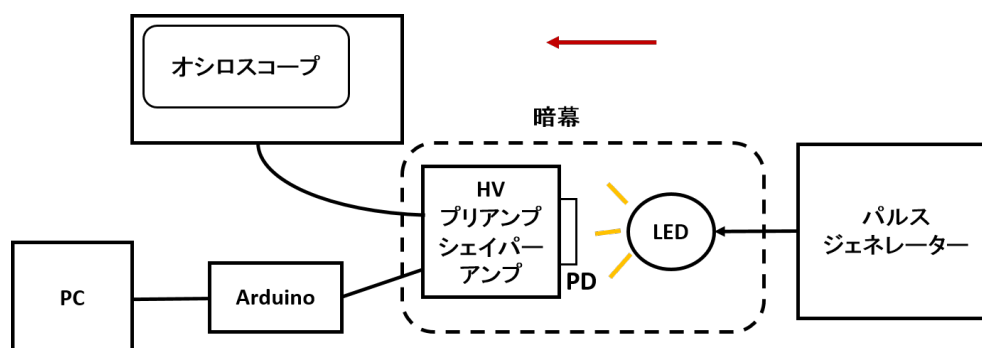 オシロスコープ
暗幕
HV
プリアンプ
シェイパー
アンプ
PD
LED
パルス
ジェネレーター
PC
Arduino